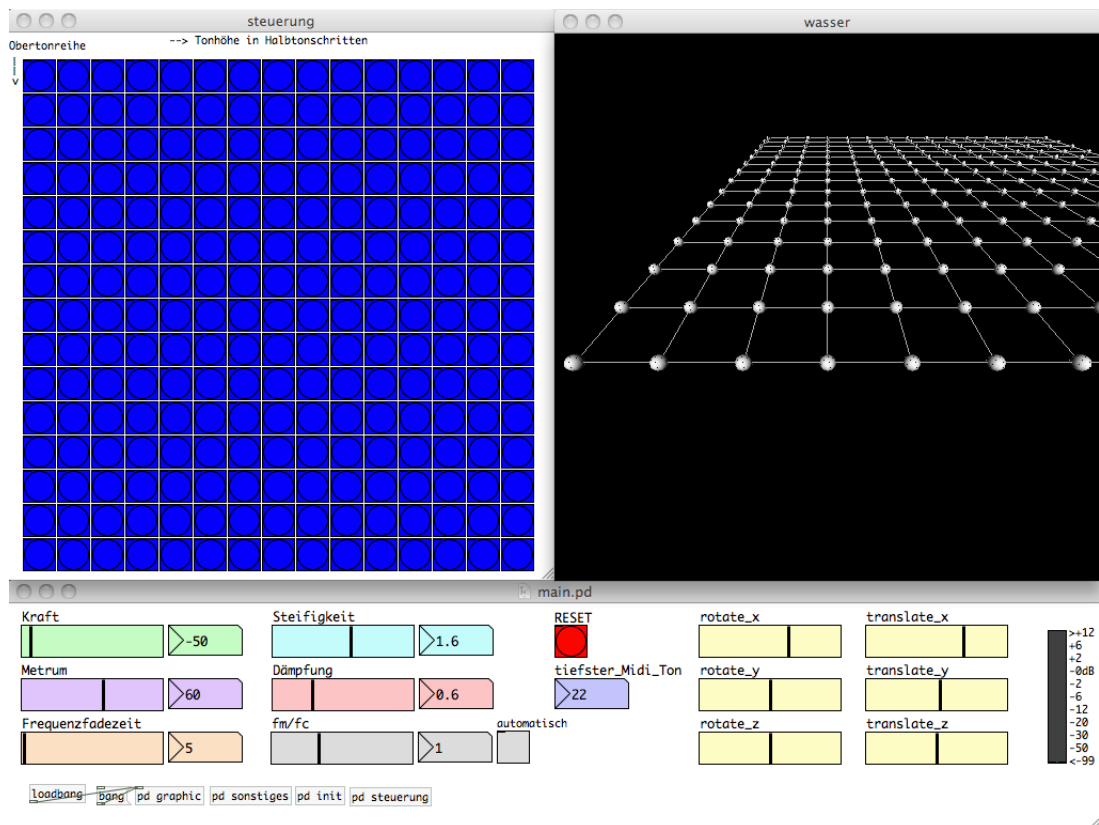 steuerung
wasser
Obertonreihe
--> Tonhöhe in Halbtonschritten
-->
main.pd
Kraft
-50
Steifigkeit
1.6
RESET
rotate_x
translate_x
Metrum
60
Dämpfung
0.6
tiefster_Midi_Ton
22
rotate_y
translate_y
Frequenzfadezeit
5
fm/fc
1
automatisch
rotate_z
translate_z
>+12
+6
+2
-0dB
-2
-6
-12
-20
-30
-50
<-99
loadbang
bang
pd graphic
pd sonstiges
pd init
pd steuerung